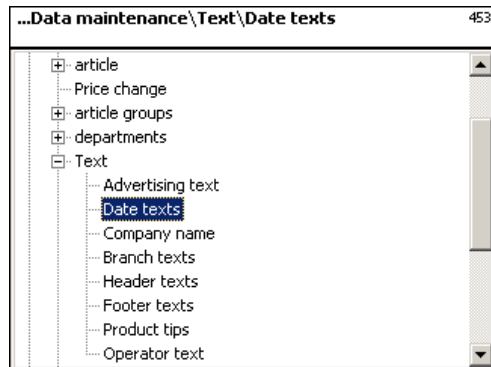 ...Data maintenance\Text\Date texts 453
article
Price change
article groups
departments
Text
Advertising text
Date texts
Company name
Branch texts
Header texts
Footer texts
Product tips
Operator text